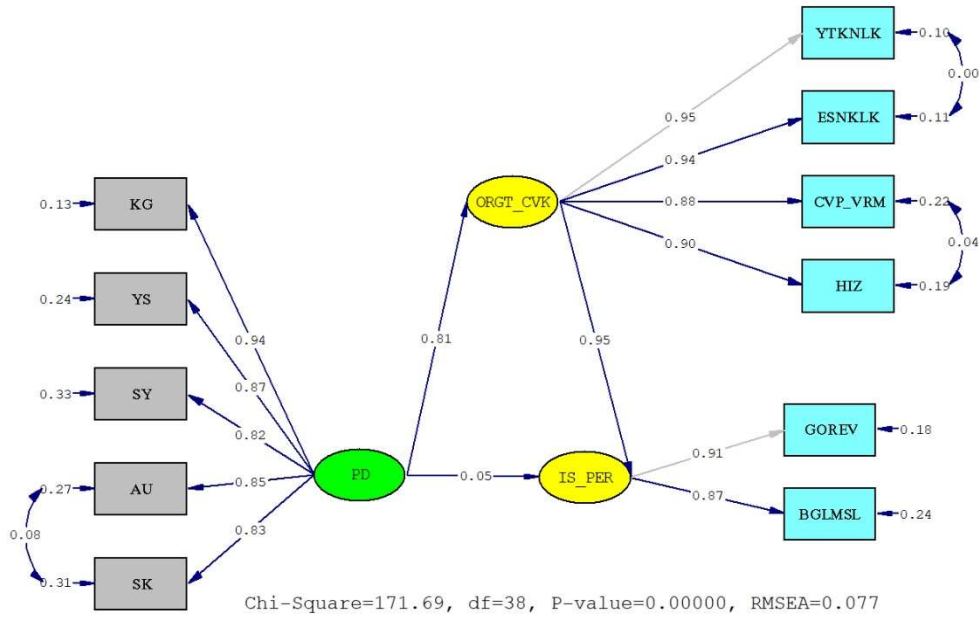 YTKNLK
0.10
0.00
ESNKLK
0.11
0.95
0.94
ORGT_CVK
0.88
CVP_VRM
0.22
0.04
0.90
HIZ
0.19
0.13
KG
0.24
YS
0.94
0.81
0.95
0.87
0.33
SY
0.82
GOREV
0.18
0.91
0.27
AU
0.85
PD
0.05
IS_PER
0.87
BGLMSL
0.24
0.08
0.83
0.31
SK
Chi-Square=171.69, df=38, P-value=0.00000, RMSEA=0.077